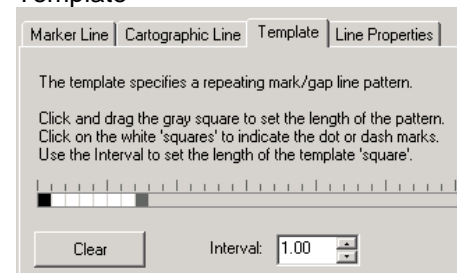 Template
Marker Line Cartographic Line Template Line Properties
The template specifies a repeating mark/gap line pattern.
Click and drag the gray square to set the length of the pattern.
Click on the white 'squares' to indicate the dot or dash marks.
Use the Interval to set the length of the template 'square'.
Clear Interval: 1.00